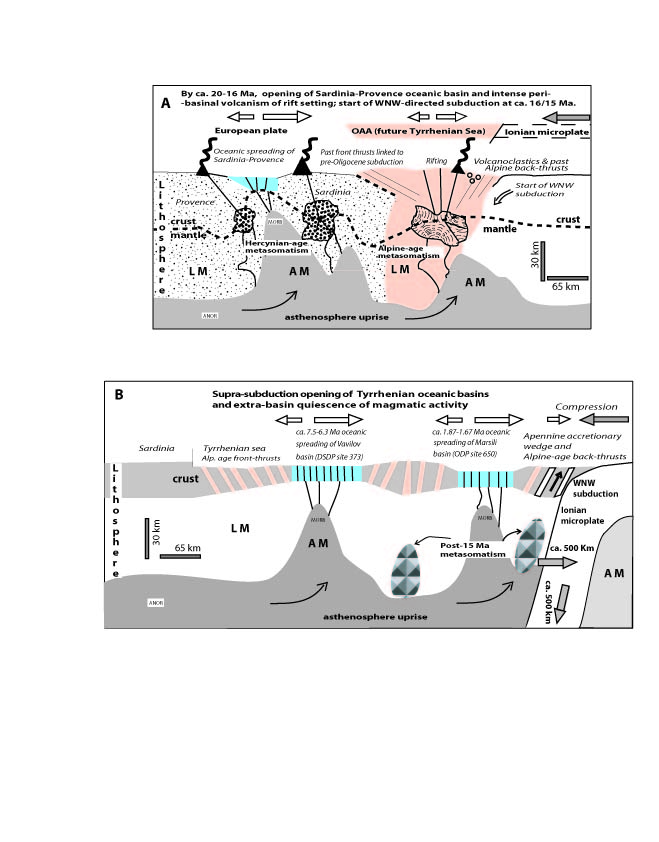 A
By ca. 20-16 Ma, opening of Sardinia-Provence oceanic basin and intense peri-
-basinal volcanism of rift setting; start of WNW-directed subduction at ca. 16/15 Ma.
European plate
OAA (future Tyrrhenian Sea)
Ionian microplate
Oceanic spreading of
Sardinia-Provence
Past front thrusts linked to
pre-Oligocene subduction
Rifting
Volcanoclastics & past
Alpine back-thrusts
Start of WNW
subduction
Lithosphere
Provence
Sardinia
crust
mantle
MORB
crust
mantle
Hercynian-age
metasomatism
Alpine-age
metasomatism
L M
A M
L M
A M
30 km
65 km
ANOR
asthenosphere uprise
B
Supra-subduction opening of Tyrrhenian oceanic basins
and extra-basin quiescence of magmatic activity
Compression
Sardinia
Tyrrhenian sea
Alp. age front-thrusts
ca. 7.5-6.3 Ma oceanic
spreading of Vavilov
basin (DSDP site 373)
ca. 1.87-1.67 Ma oceanic
spreading of Marsili
basin (ODP site 650)
Apennine accretionary
wedge and
Alpine-age back-thrusts
Lithosphere
crust
WNW
subduction
Ionian
microplate
30 km
65 km
L M
MORB
A M
MORB
Post-15 Ma
metasomatism
ca. 500 Km
ca. 500 km
A M
ANOR
asthenosphere uprise